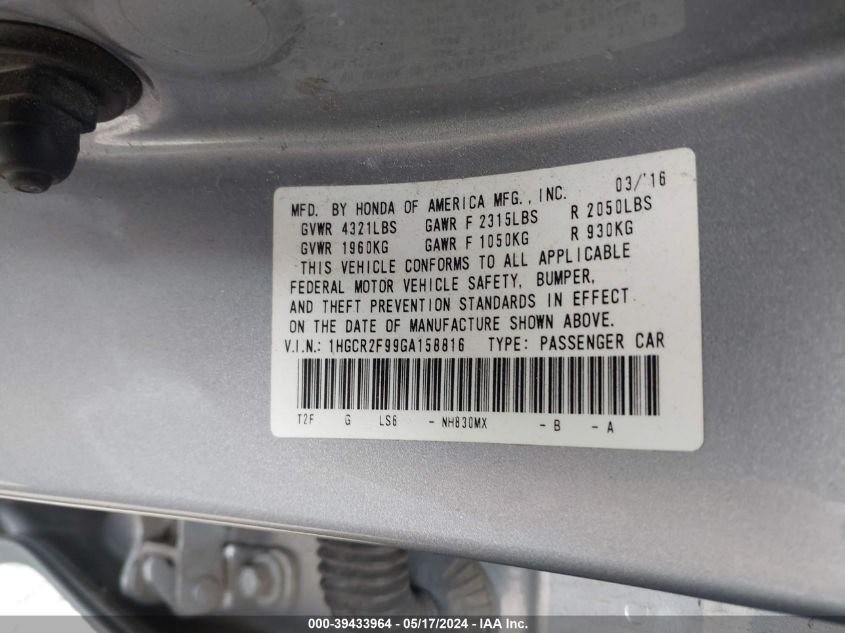 MFD. BY HONDA OF AMERICA MFG., INC. 03/'16
GVWR 4321LBS GAWR F 2315LBS R 2050LBS
GVWR 1960KG GAWR F 1050KG R 930KG
THIS VEHICLE CONFORMS TO ALL APPLICABLE
FEDERAL MOTOR VEHICLE SAFETY, BUMPER,
AND THEFT PREVENTION STANDARDS IN EFFECT
ON THE DATE OF MANUFACTURE SHOWN ABOVE.
V.I.N.: 1HGCR2F99GA158816 TYPE: PASSENGER CAR
T2F G LS6 - NH830MX - B - A
000-39433964 - 05/17/2024 - IAA Inc.